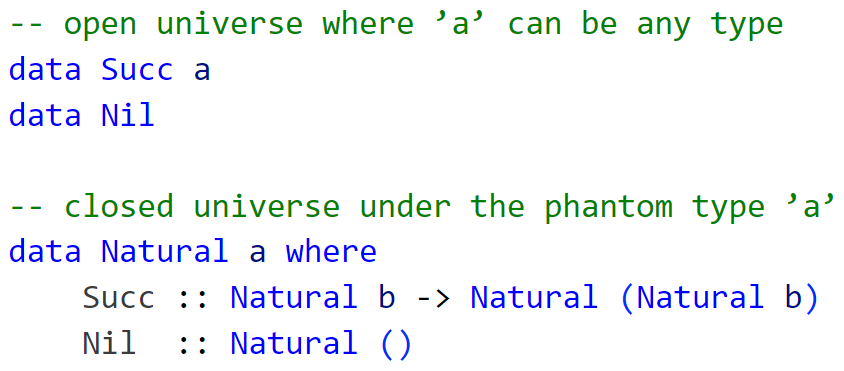 -- open universe where ’a’ can be any type
data Succ a
data Nil
-- closed universe under the phantom type ’a’
data Natural a where
    Succ :: Natural b -> Natural (Natural b)
    Nil  :: Natural ()